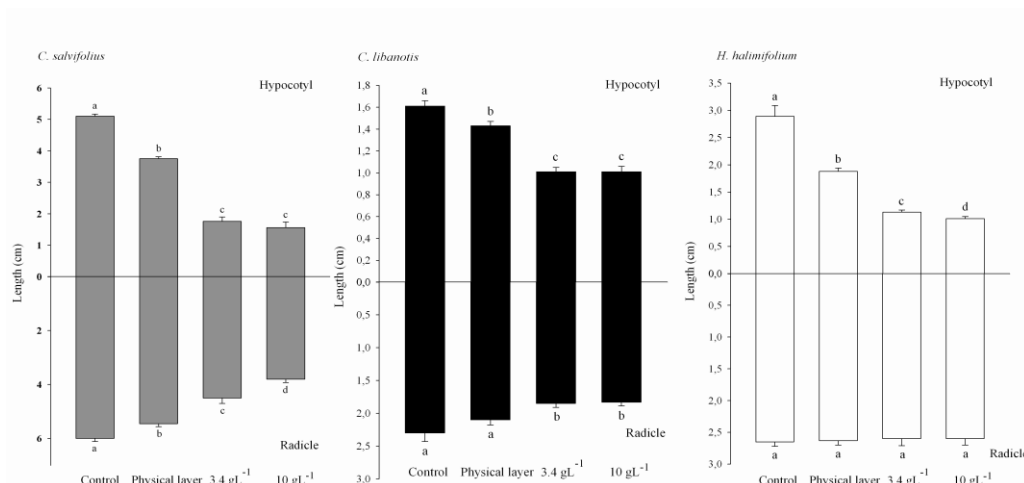 C. salvifolius
Hypocotyl
6
5
4
3
2
1
0
2
4
6
Length (cm)
a
b
c
c
a
b
c
d
Radicle
Control Physical layer 3.4 gL-1 10 gL-1
C. libanotis
Hypocotyl
1,8
1,6
1,4
1,2
1,0
0,8
0,6
0,4
0,2
0,0
0,5
1,0
1,5
2,0
2,5
3,0
Length (cm)
a
b
c
c
a
a
b
b
Radicle
Control Physical layer 3.4 gL-1 10 gL-1
H. halimifolium
Hypocotyl
3,5
3,0
2,5
2,0
1,5
1,0
0,5
0,0
0,5
1,0
1,5
2,0
2,5
3,0
Length (cm)
a
b
c
d
a
a
a
a
Radicle
Control Physical layer 3.4 gL-1 10 gL-1